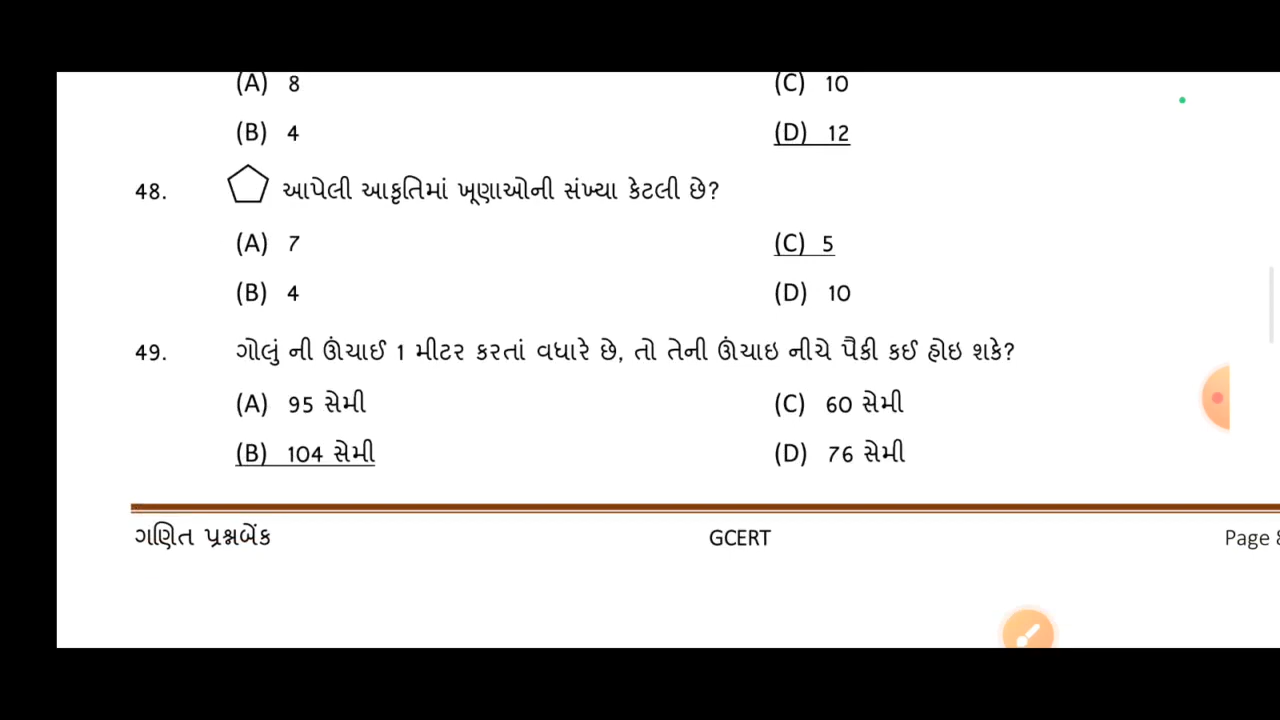 (A) 8 (C) 10
(B) 4 (D) 12
48. આપેલી આકૃતિમાં ખૂણાઓની સંખ્યા કેટલી છે?
(A) 7 (C) 5
(B) 4 (D) 10
49. ગોલું ની ઊંચાઈ 1 મીટર કરતાં વધારે છે, તો તેની ઊંચાઇ નીચે પૈકી કઈ હોઇ શકે?
(A) 95 સેમી (C) 60 સેમી
(B) 104 સેમી (D) 76 સેમી
ગણિત પ્રશ્નબેંક GCERT Page